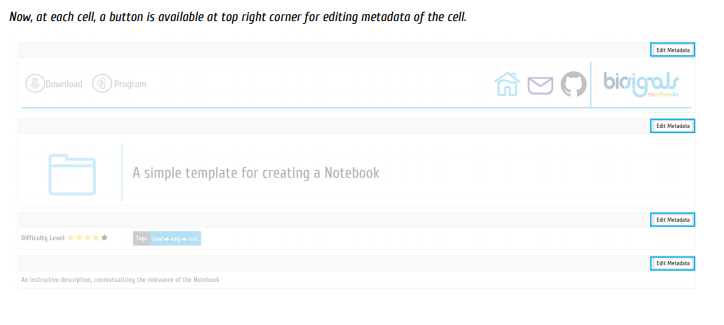 Now, at each cell, a button is available at top right corner for editing metadata of the cell.
Edit Metadata
Download Program biosignals
notebooks
Edit Metadata
A simple template for creating a Notebook
Edit Metadata
Difficulty Level: Tags load ☁ eeg ☁ test
Edit Metadata
An instructive description, contextualizing the relevance of the Notebook